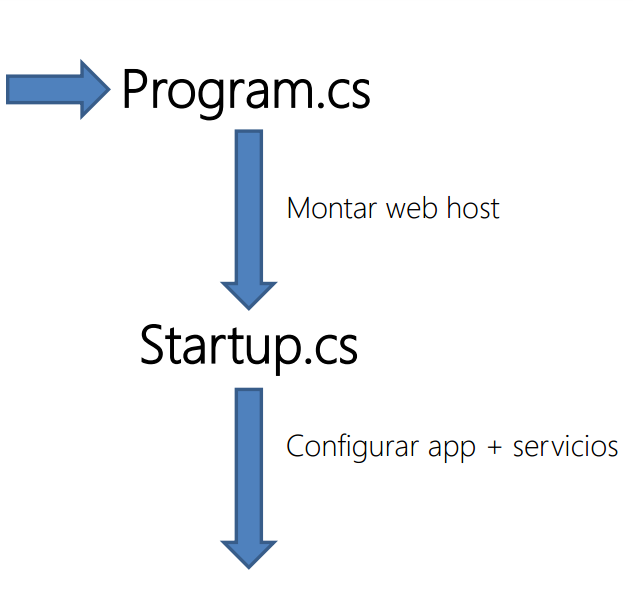 Program.cs
Montar web host
Startup.cs
Configurar app + servicios